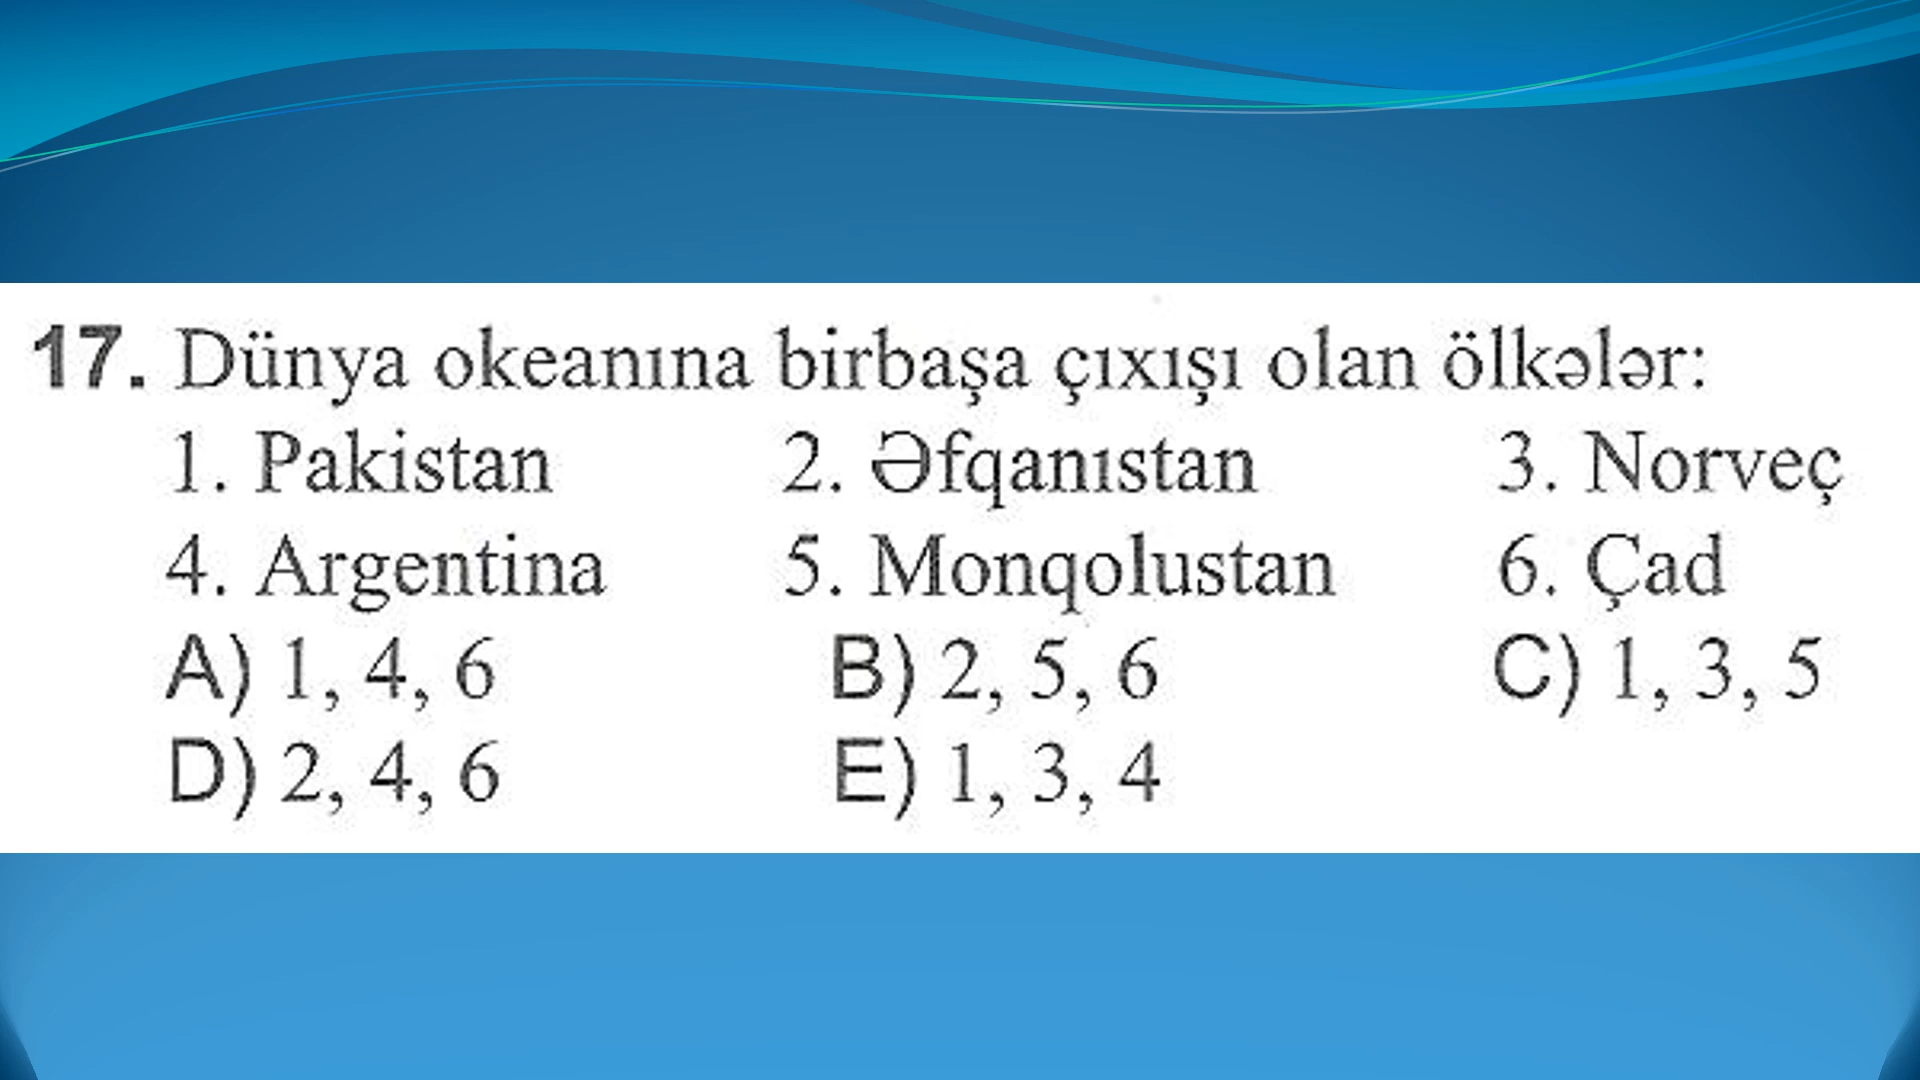 17. Dünya okeanına birbaşa çıxışı olan ölkələr:
1. Pakistan 2. Əfqanıstan 3. Norveç
4. Argentina 5. Monqolustan 6. Çad
A) 1, 4, 6 B) 2, 5, 6 C) 1, 3, 5
D) 2, 4, 6 E) 1, 3, 4